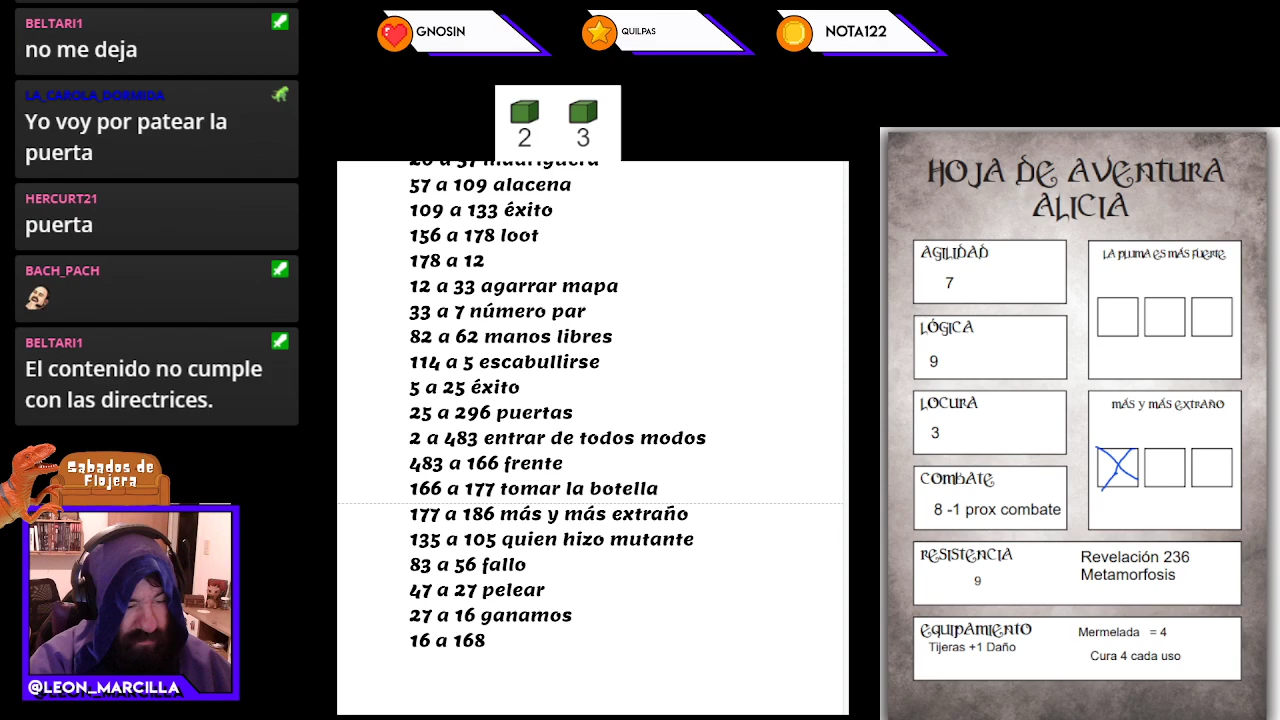 BELTARI1
no me deja
LA_CAROLA_DORMIDA
Yo voy por patear la
puerta
HERCURT21
puerta
BACH_PACH
BELTARI1
El contenido no cumple
con las directrices.
Sabados de
Flojera
@LEON_MARCILLA
GNOSIN
QUILPAS
NOTA122
2 3
57 a 109 alacena
109 a 133 éxito
156 a 178 loot
178 a 12
12 a 33 agarrar mapa
33 a 7 número par
82 a 62 manos libres
114 a 5 escabullirse
5 a 25 éxito
25 a 296 puertas
2 a 483 entrar de todos modos
483 a 166 frente
166 a 177 tomar la botella
177 a 186 más y más extraño
135 a 105 quien hizo mutante
83 a 56 fallo
47 a 27 pelear
27 a 16 ganamos
16 a 168
HOJA DE AVENTURA
ALICIA
AGILIDAD
7
LÓGICA
9
LOCURA
3
COMBATE
8 -1 prox combate
LA PLUMA ES MÁS FUERTE
MÁS Y MÁS EXTRAÑO
RESISTENCIA
9
Revelación 236
Metamorfosis
EQUIPAMIENTO
Tijeras +1 Daño
Mermelada = 4
Cura 4 cada uso